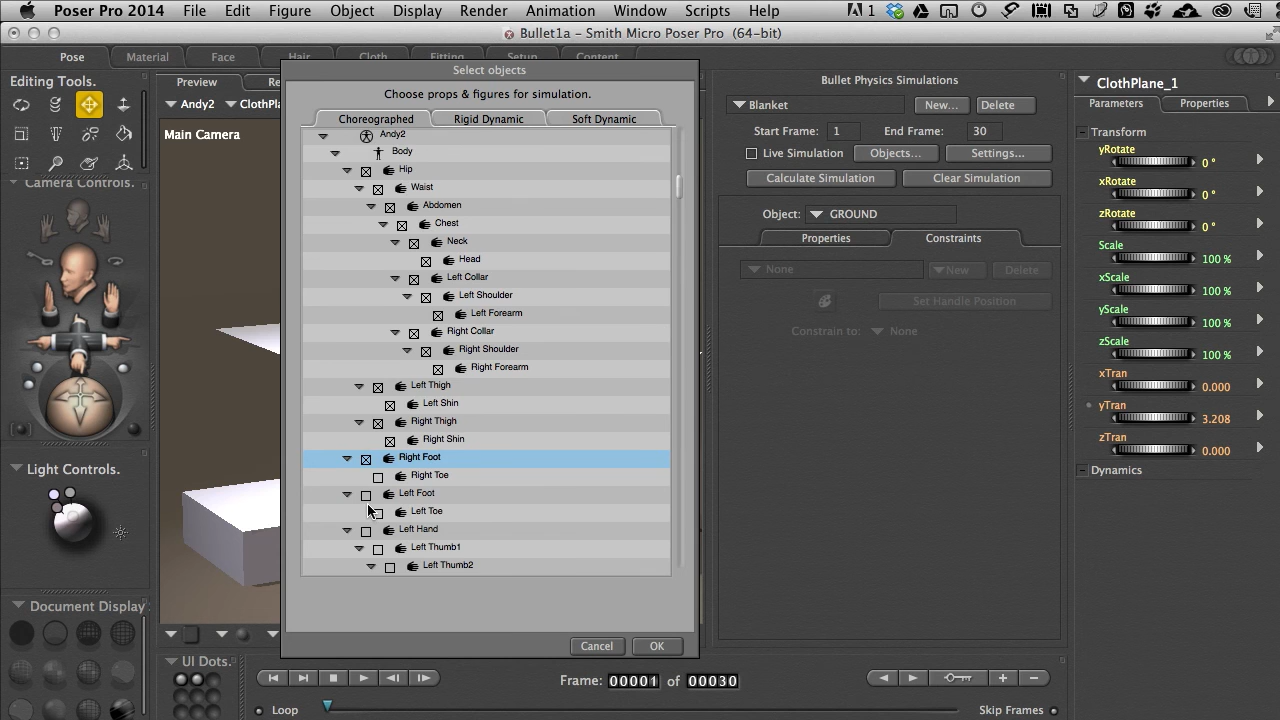 Poser Pro 2014 File Edit Figure Object Display Render Animation Window Scripts Help 1
Bullet1a – Smith Micro Poser Pro (64-bit)
Pose Material Face Hair Cloth Fitting Setup Content
Editing Tools.
Camera Controls.
Light Controls.
Document Display
UI Dots.
Preview Re
Andy2 ClothPla
Main Camera
Select objects
Choose props & figures for simulation.
Choreographed Rigid Dynamic Soft Dynamic
Andy2
Body
Hip
Waist
Abdomen
Chest
Neck
Head
Left Collar
Left Shoulder
Left Forearm
Right Collar
Right Shoulder
Right Forearm
Left Thigh
Left Shin
Right Thigh
Right Shin
Right Foot
Right Toe
Left Foot
Left Toe
Left Hand
Left Thumb1
Left Thumb2
Cancel OK
Frame: 00001 of 00030
Loop Skip Frames
Bullet Physics Simulations
Blanket New... Delete
Start Frame: 1 End Frame: 30
Live Simulation Objects... Settings...
Calculate Simulation Clear Simulation
Object: GROUND
Properties Constraints
None New Delete
Set Handle Position
Constrain to: None
ClothPlane_1
Parameters Properties
Transform
yRotate
0 °
xRotate
0 °
zRotate
0 °
Scale
100 %
xScale
100 %
yScale
100 %
zScale
100 %
xTran
0.000
yTran
3.208
zTran
0.000
Dynamics